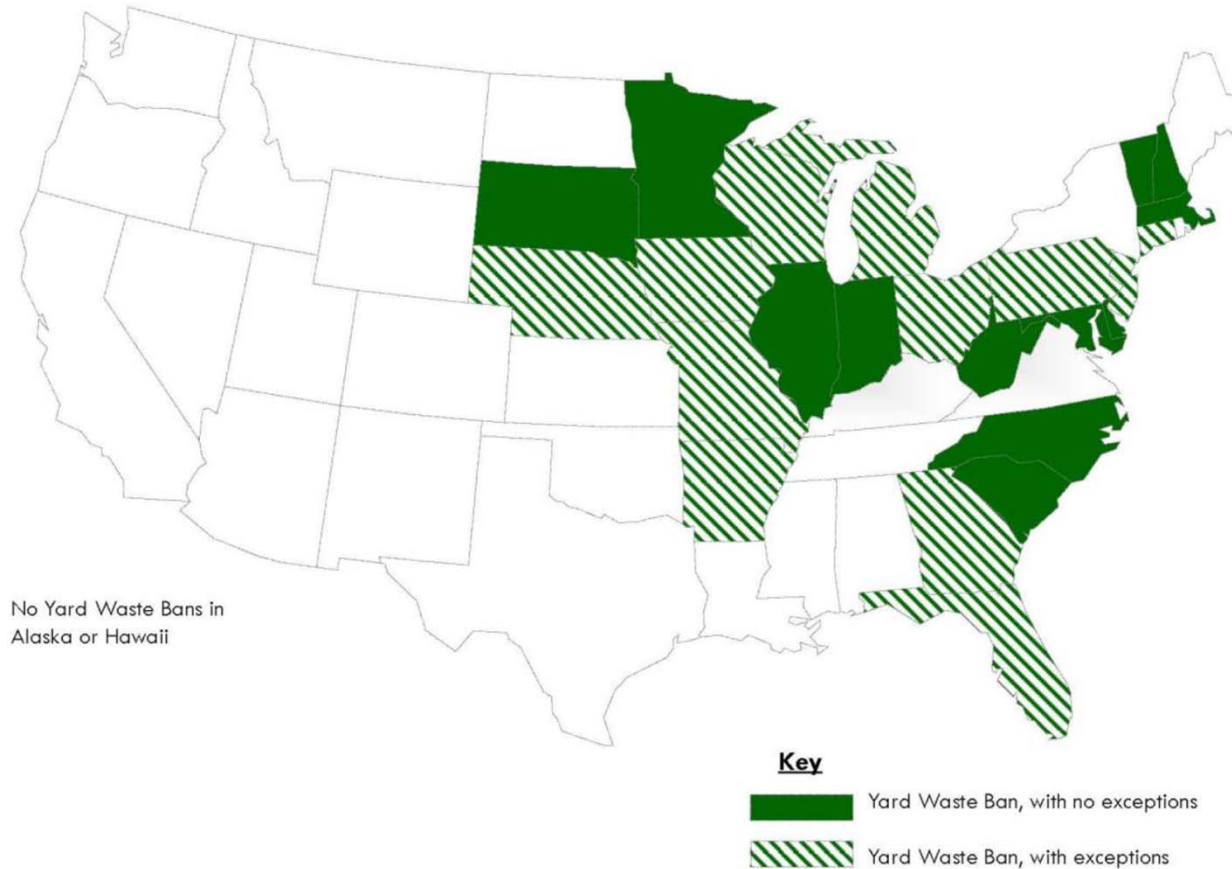 No Yard Waste Bans in
Alaska or Hawaii
Key
Yard Waste Ban, with no exceptions
Yard Waste Ban, with exceptions